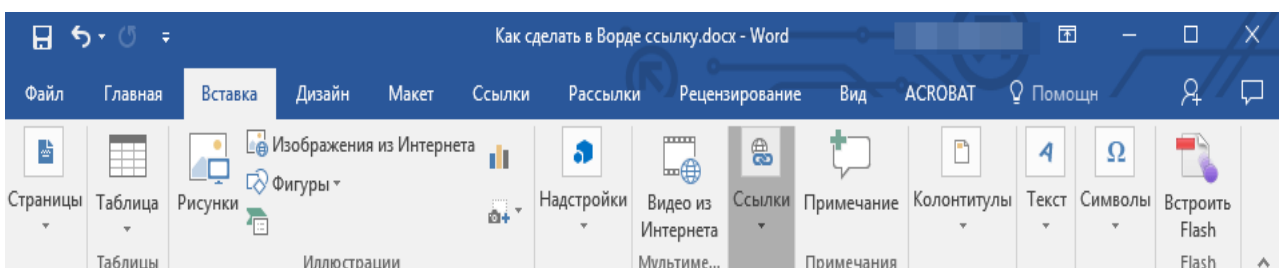 Как сделать в Ворде ссылку.docx - Word
Файл Главная Вставка Дизайн Макет Ссылки Рассылки Рецензирование Вид ACROBAT Помощн
Страницы Таблица Рисунки Изображения из Интернета Фигуры Надстройки Видео из Интернета Ссылки Примечание Колонтитулы Текст Символы Встроить Flash
Таблицы Иллюстрации Мультиме... Примечания Flash